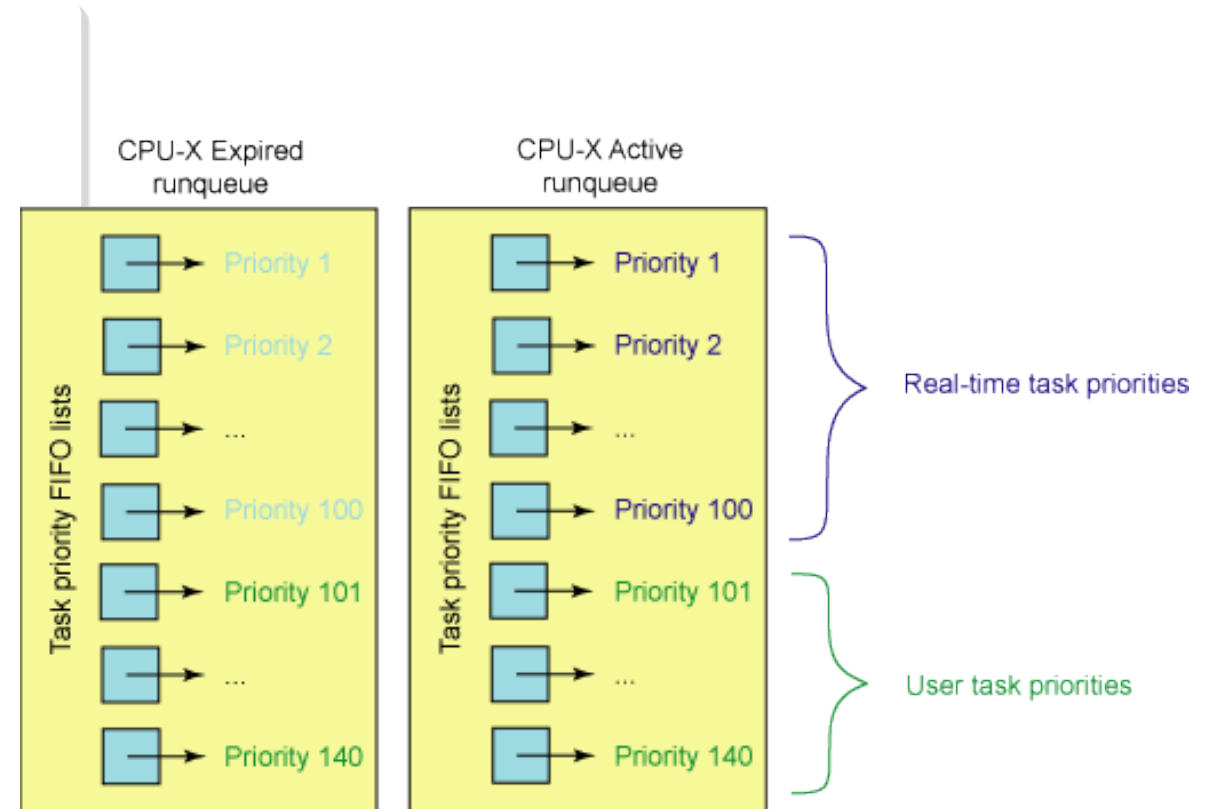 CPU-X Expired
runqueue
Task priority FIFO lists
Priority 1
Priority 2
...
Priority 100
Priority 101
...
Priority 140
CPU-X Active
runqueue
Task priority FIFO lists
Priority 1
Priority 2
...
Priority 100
Priority 101
...
Priority 140
Real-time task priorities
User task priorities